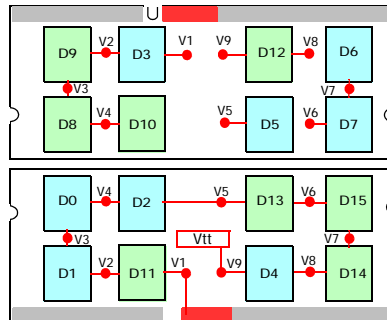 D9 V2 D3 V1 V9 D12 V8 D6
V3 V7
D8 V4 D10 V5 D5 V6 D7
D0 V4 D2 V5 D13 V6 D15
V3 Vtt V7
D1 V2 D11 V1 V9 D4 V8 D14